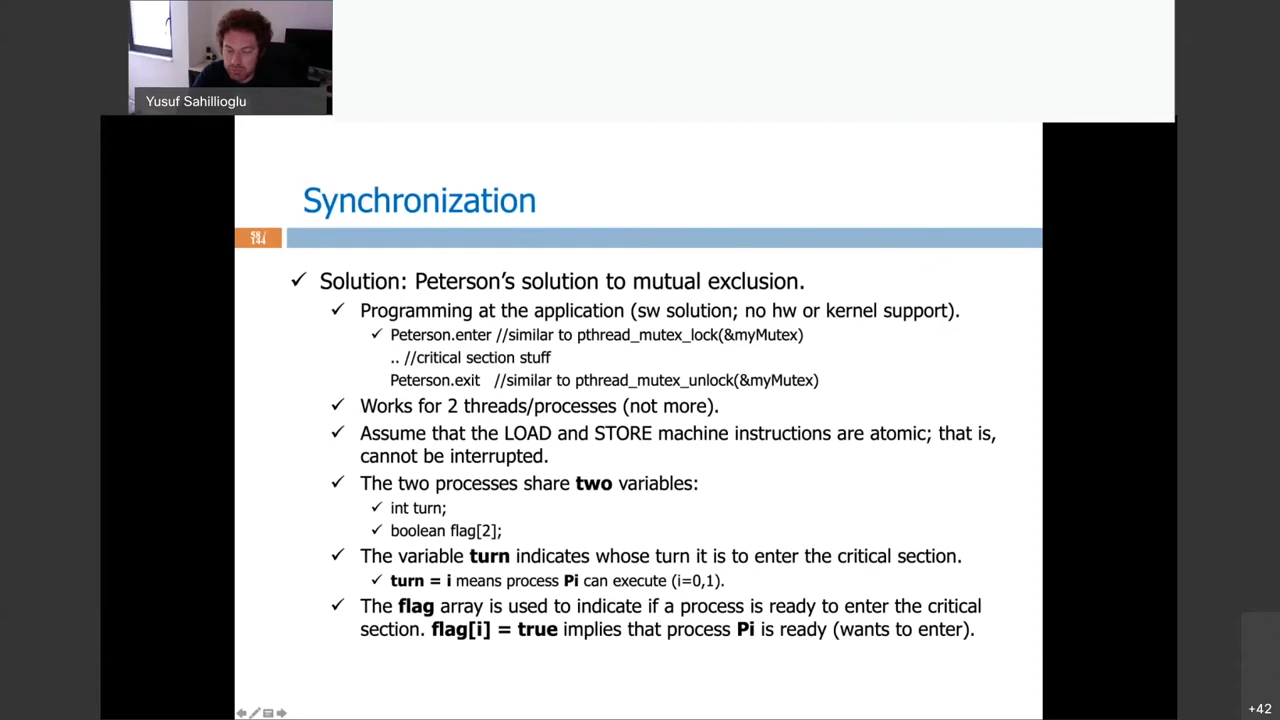 Yusuf Sahillioglu
Synchronization
58 /
144
✓ Solution: Peterson’s solution to mutual exclusion.
✓ Programming at the application (sw solution; no hw or kernel support).
✓ Peterson.enter //similar to pthread_mutex_lock(&myMutex)
.. //critical section stuff
Peterson.exit //similar to pthread_mutex_unlock(&myMutex)
✓ Works for 2 threads/processes (not more).
✓ Assume that the LOAD and STORE machine instructions are atomic; that is,
cannot be interrupted.
✓ The two processes share two variables:
✓ int turn;
✓ boolean flag[2];
✓ The variable turn indicates whose turn it is to enter the critical section.
✓ turn = i means process Pi can execute (i=0,1).
✓ The flag array is used to indicate if a process is ready to enter the critical
section. flag[i] = true implies that process Pi is ready (wants to enter).
+42